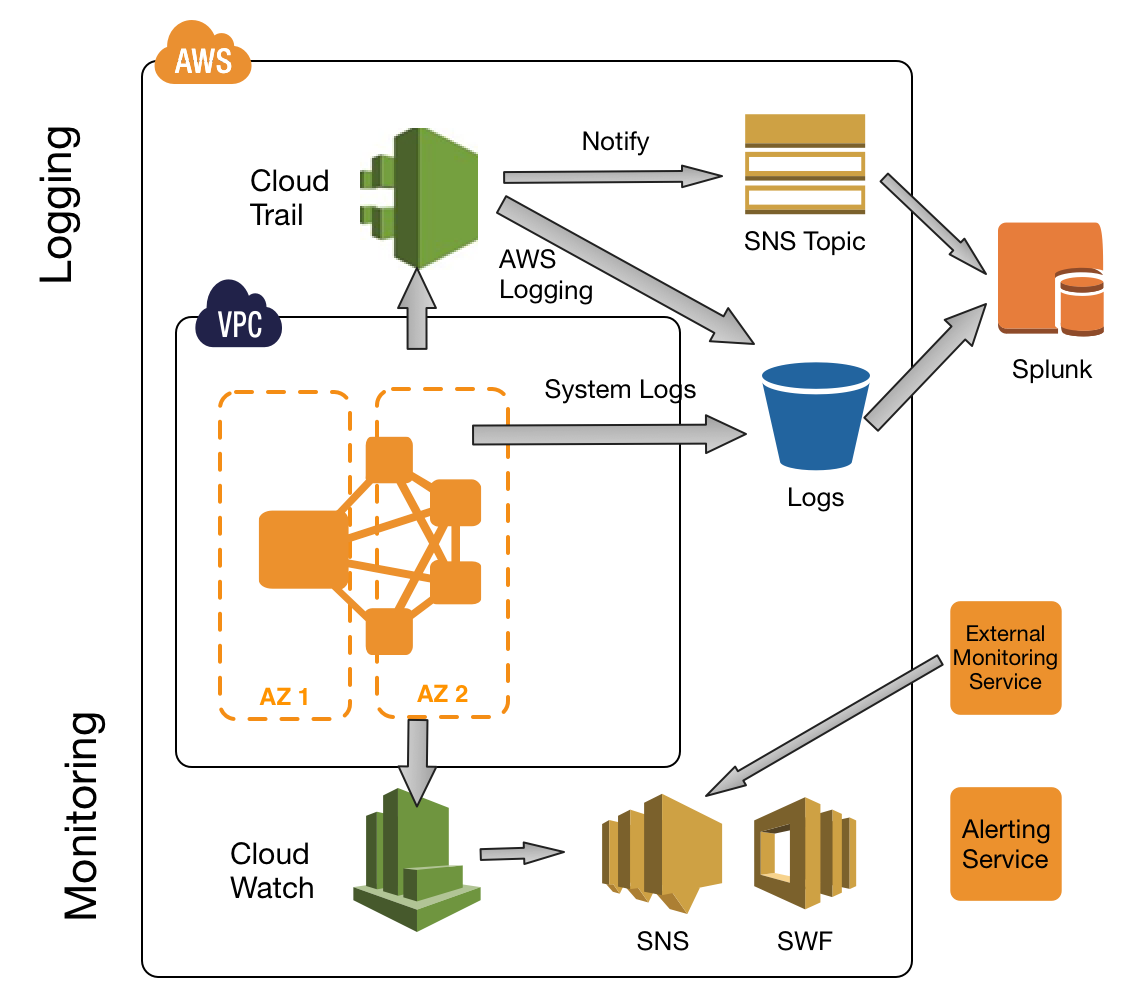 AWS
Logging
Cloud
Trail
Notify
SNS Topic
AWS
Logging
VPC
System Logs
Splunk
Logs
AZ 1
AZ 2
External
Monitoring
Service
Monitoring
Cloud
Watch
SNS
SWF
Alerting
Service